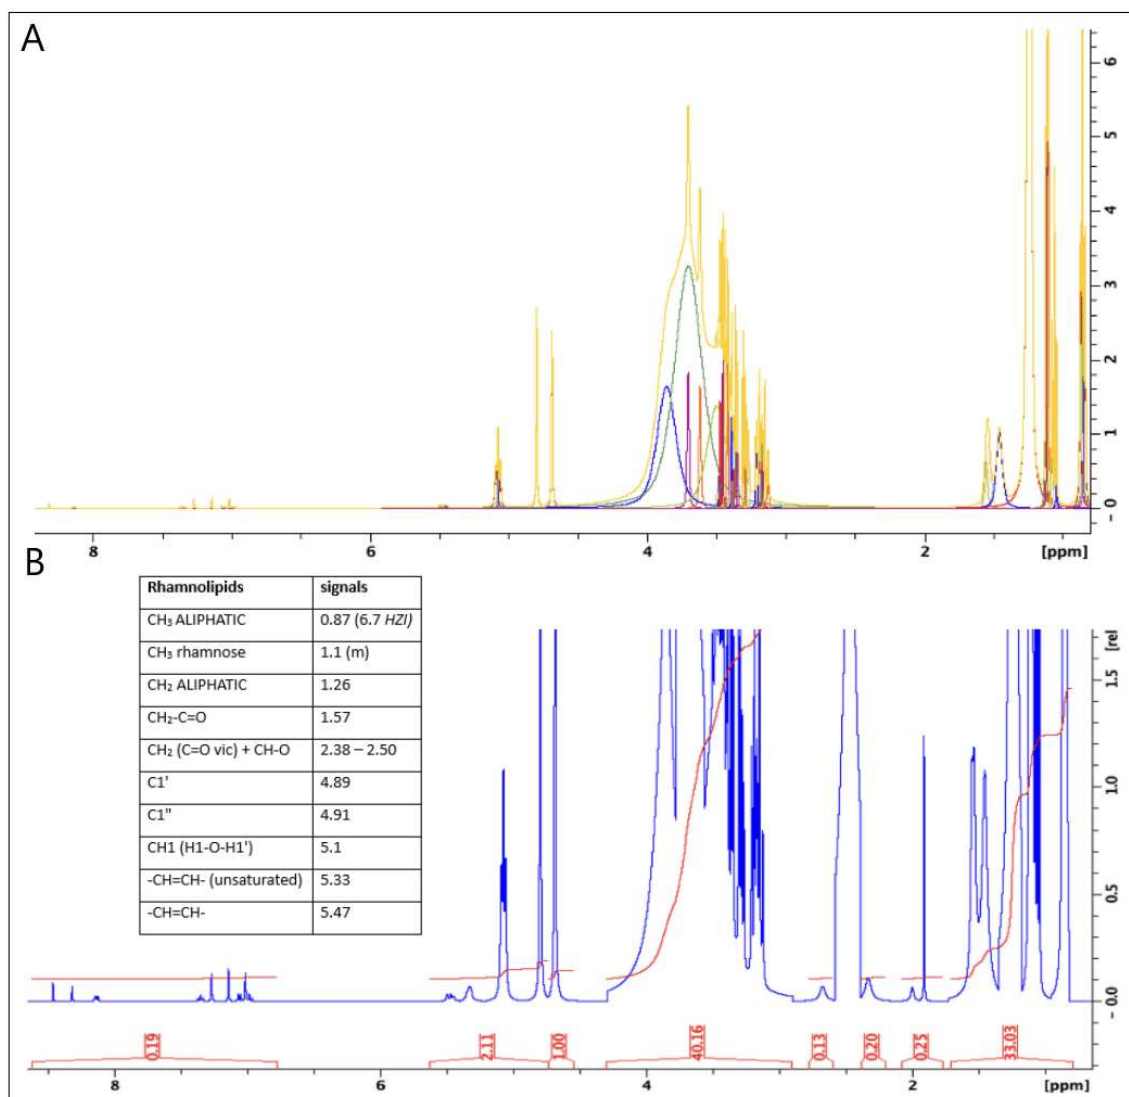 A
6
5
4
3
2
1
- 0
8 6 4 2 [ppm]
B
Rhamnolipids signals
CH₃ ALIPHATIC 0.87 (6.7 HZI)
CH₃ rhamnose 1.1 (m)
CH₂ ALIPHATIC 1.26
CH₂-C=O 1.57
CH₂ (C=O vic) + CH-O 2.38 – 2.50
C1' 4.89
C1" 4.91
CH1 (H1-O-H1') 5.1
-CH=CH- (unsaturated) 5.33
-CH=CH- 5.47
[rel
1.5
1.0
0.5
- 0.0
0.19 2.11 1.00 40.16 0.13 0.20 0.25 33.03
8 6 4 2 [ppm]